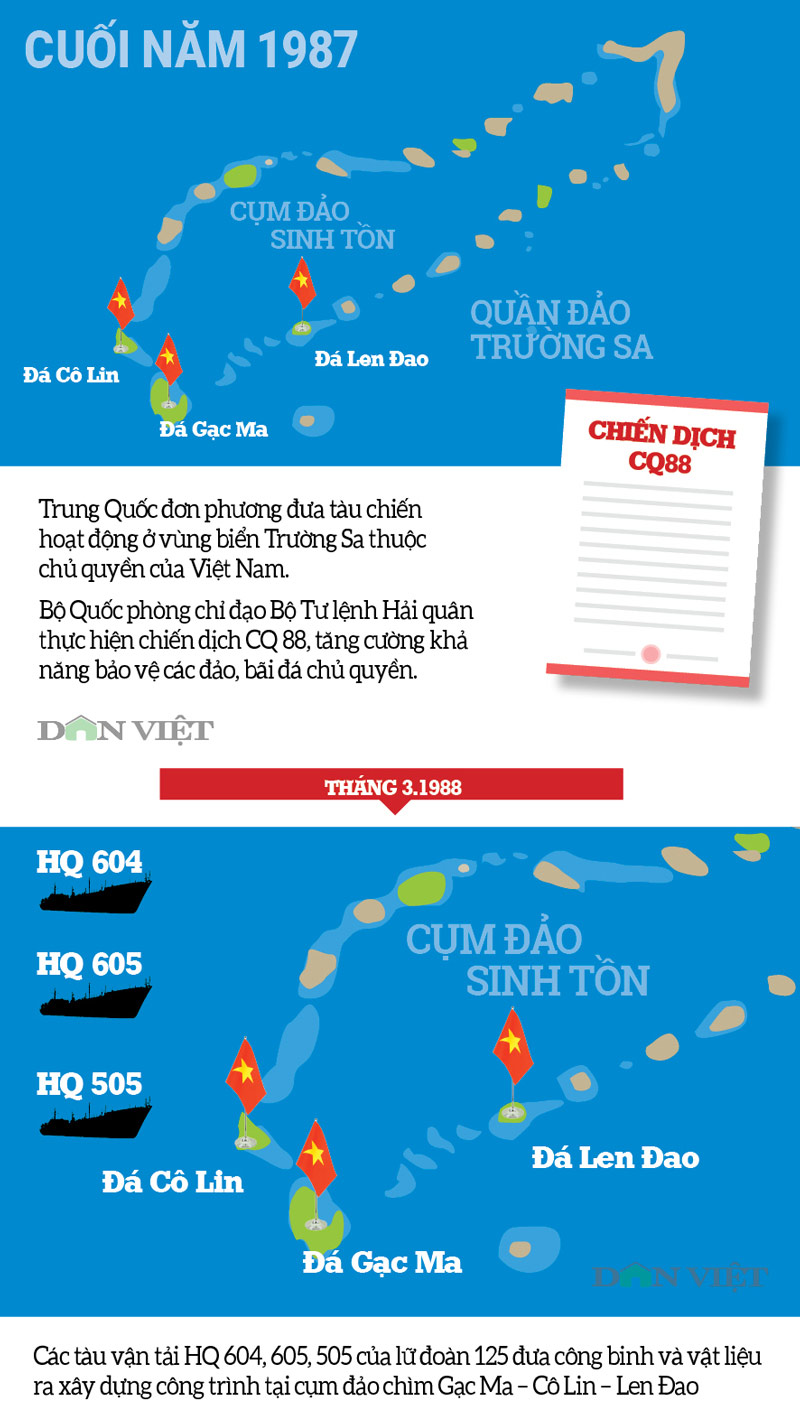 CUỐI NĂM 1987
CỤM ĐẢO
SINH TỒN
QUẦN ĐẢO
TRƯỜNG SA
Đá Len Đao
Đá Cô Lin
Đá Gạc Ma
CHIẾN DỊCH
CQ88
Trung Quốc đơn phương đưa tàu chiến
hoạt động ở vùng biển Trường Sa thuộc
chủ quyền của Việt Nam.
Bộ Quốc phòng chỉ đạo Bộ Tư lệnh Hải quân
thực hiện chiến dịch CQ 88, tăng cường khả
năng bảo vệ các đảo, bãi đá chủ quyền.
DÂN VIỆT
THÁNG 3.1988
HQ 604
CỤM ĐẢO
SINH TỒN
HQ 605
HQ 505
Đá Len Đao
Đá Cô Lin
Đá Gạc Ma
DÂN VIỆT
Các tàu vận tải HQ 604, 605, 505 của lữ đoàn 125 đưa công binh và vật liệu
ra xây dựng công trình tại cụm đảo chìm Gạc Ma – Cô Lin – Len Đao